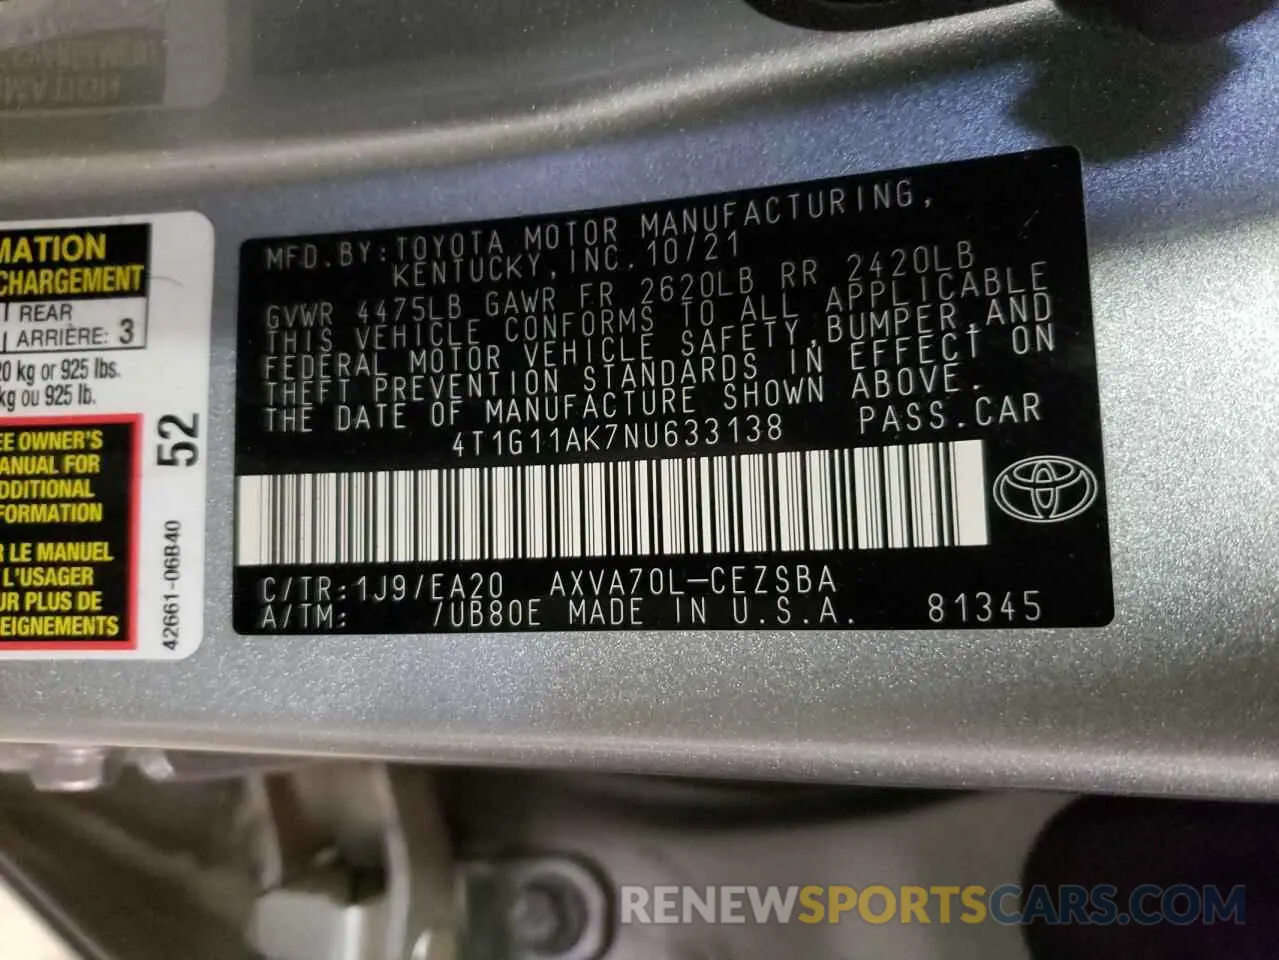 MATION
CHARGEMENT
REAR
ARRIÈRE: 3
20 kg or 925 lbs.
kg ou 925 lb.
EE OWNER'S
MANUAL FOR
DDITIONAL
FORMATION
R LE MANUEL
L'USAGER
UR PLUS DE
EIGNEMENTS
52
42661-06B40
MFD.BY:TOYOTA MOTOR MANUFACTURING,
KENTUCKY,INC.10/21
GVWR 4475LB GAWR FR 2620LB RR 2420LB
THIS VEHICLE CONFORMS TO ALL APPLICABLE
FEDERAL MOTOR VEHICLE SAFETY,BUMPER,AND
THEFT PREVENTION STANDARDS IN EFFECT ON
THE DATE OF MANUFACTURE SHOWN ABOVE.
4T1G11AK7NU633138 PASS.CAR
C/TR:1J9/EA20 AXVA70L-CEZSBA
A/TM: /UB80E MADE IN U.S.A. 81345
RENEWSPORTSCARS.COM